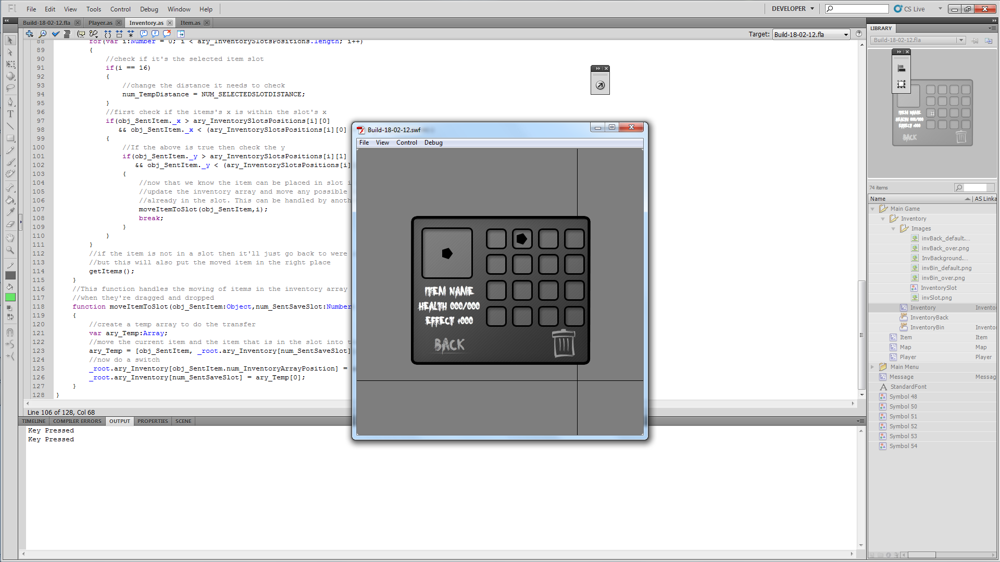 Fl File Edit View Tools Control Debug Window Help DEVELOPER CS Live
Build-18-02-12.fla Player.as Inventory.as Item.as
Target: Build-18-02-12.fla
88 for(var i:Number = 0; i < ary_InventorySlotsPositions.length; i++)
89 {
90 //check if it's the selected item slot
91 if(i == 16)
92 {
93 //change the distance it needs to check
94 num_TempDistance = NUM_SELECTEDSLOTDISTANCE;
95 }
96 //first check if the items's x is within the slot's x
97 if(obj_SentItem._x > ary_InventorySlotsPositions[i][0]
98 && obj_SentItem._x < (ary_InventorySlotsPositions[i][0]
99 {
100 //If the above is true then check the y
101 if(obj_SentItem._y > ary_InventorySlotsPositions[i][1]
102 && obj_SentItem._y < (ary_InventorySlotsPositions[i]
103 {
104 //now that we know the item can be placed in slot i
105 //update the inventory array and move any possible
106 //already in the slot. This can be handled by anoth
107 moveItemToSlot(obj_SentItem,i);
108 break;
109 }
110 }
111 }
112 //if the item is not in a slot then it'll just go back to were
113 //but this will also put the moved item in the right place
114 getItems();
115 }
116 //This function handles the moving of items in the inventory array
117 //when they're dragged and dropped
118 function moveItemToSlot(obj_SentItem:Object,num_SentSaveSlot:Number
119 {
120 //create a temp array to do the transfer
121 var ary_Temp:Array;
122 //move the current item and the item that is in the slot into t
123 ary_Temp = [obj_SentItem, _root.ary_Inventory[num_SentSaveSlot]
124 //now do a switch
125 _root.ary_Inventory[obj_SentItem.num_InventoryArrayPosition] =
126 _root.ary_Inventory[num_SentSaveSlot] = ary_Temp[0];
127 }
128 }
Line 106 of 128, Col 68
TIMELINE COMPILER ERRORS OUTPUT PROPERTIES SCENE
Key Pressed
Key Pressed
Build-18-02-12.swf
File View Control Debug
ITEM NAME
HEALTH 000/000
EFFECT +000
BACK
LIBRARY
Build-18-02-12.fla
ITEM NAME
HEALTH 000/000
EFFECT +000
BACK
74 items
Name AS Linka
Main Game
Inventory
Images
invBack_default....
invBack_over.png
InvBackground....
invBin_default.png
invBin_over.png
InventorySlot
invSlot.png
Inventory Invento
InventoryBack
InventoryBin Invento
Item Item
Map Map
Player Player
Main Menu
Message Messag
StandardFont
Symbol 48
Symbol 50
Symbol 51
Symbol 52
Symbol 53
Symbol 54